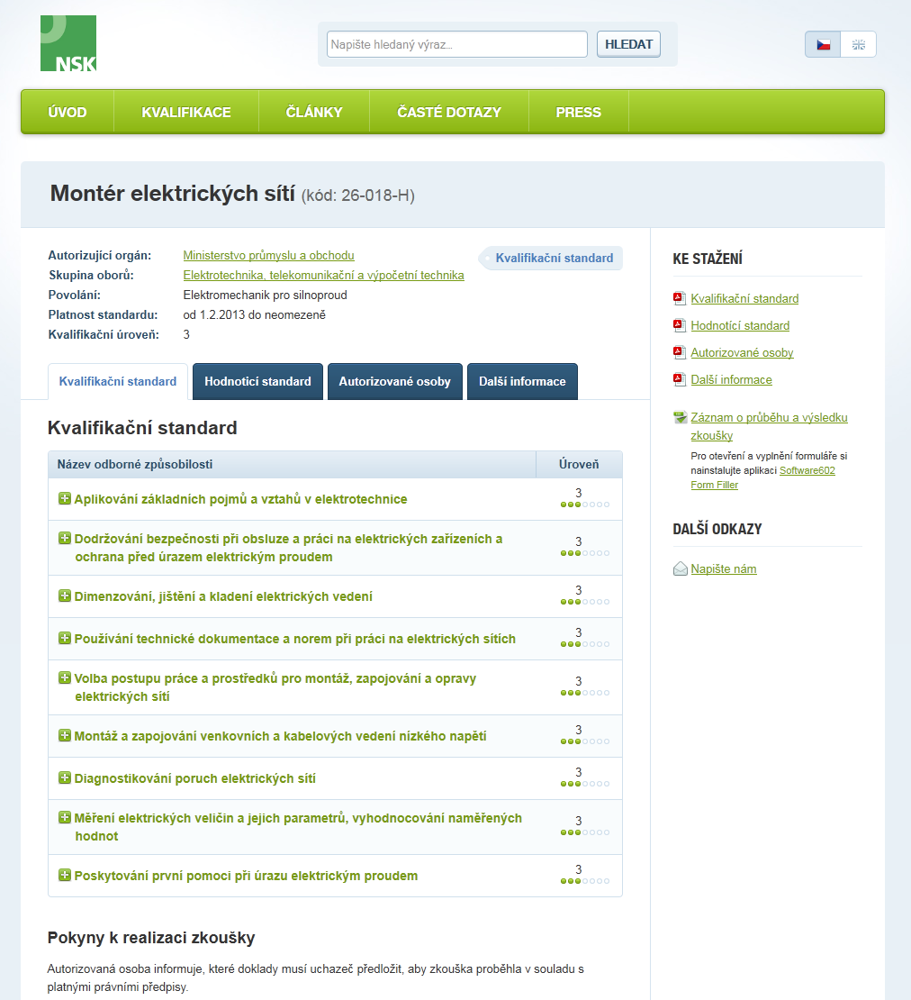 NSK
Napište hledaný výraz...
HLEDAT
ÚVOD
KVALIFIKACE
ČLÁNKY
ČASTÉ DOTAZY
PRESS
Montér elektrických sítí (kód: 26-018-H)
Autorizující orgán: Ministerstvo průmyslu a obchodu
Skupina oborů: Elektrotechnika, telekomunikační a výpočetní technika
Povolání: Elektromechanik pro silnoproud
Platnost standardu: od 1.2.2013 do neomezeně
Kvalifikační úroveň: 3
Kvalifikační standard
Kvalifikační standard
Hodnoticí standard
Autorizované osoby
Další informace
Kvalifikační standard
Název odborné způsobilosti Úroveň
Aplikování základních pojmů a vztahů v elektrotechnice 3
Dodržování bezpečnosti při obsluze a práci na elektrických zařízeních a
ochrana před úrazem elektrickým proudem 3
Dimenzování, jištění a kladení elektrických vedení 3
Používání technické dokumentace a norem při práci na elektrických sítích 3
Volba postupu práce a prostředků pro montáž, zapojování a opravy
elektrických sítí 3
Montáž a zapojování venkovních a kabelových vedení nízkého napětí 3
Diagnostikování poruch elektrických sítí 3
Měření elektrických veličin a jejich parametrů, vyhodnocování naměřených
hodnot 3
Poskytování první pomoci při úrazu elektrickým proudem 3
Pokyny k realizaci zkoušky
Autorizovaná osoba informuje, které doklady musí uchazeč předložit, aby zkouška proběhla v souladu s
platnými právními předpisy.
KE STAŽENÍ
Kvalifikační standard
Hodnotící standard
Autorizované osoby
Další informace
Záznam o průběhu a výsledku
zkoušky
Pro otevření a vyplnění formuláře si
nainstalujte aplikaci Software602
Form Filler
DALŠÍ ODKAZY
Napište nám